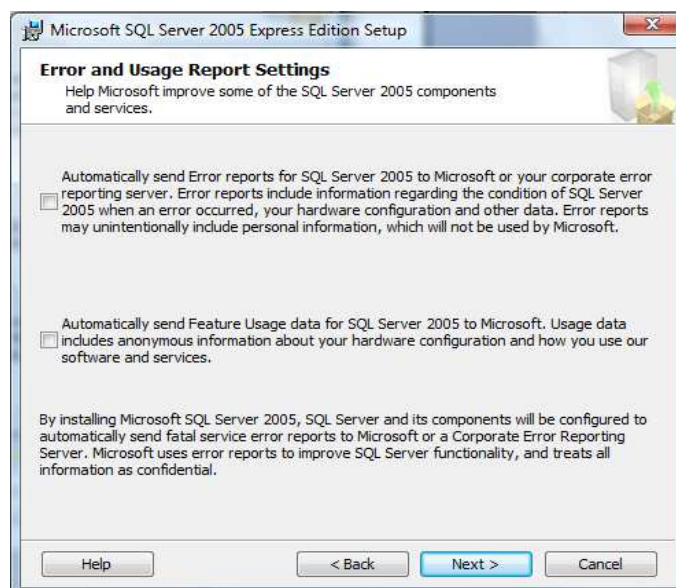 Microsoft SQL Server 2005 Express Edition Setup
Error and Usage Report Settings
Help Microsoft improve some of the SQL Server 2005 components
and services.
Automatically send Error reports for SQL Server 2005 to Microsoft or your corporate error
reporting server. Error reports include information regarding the condition of SQL Server
2005 when an error occurred, your hardware configuration and other data. Error reports
may unintentionally include personal information, which will not be used by Microsoft.
Automatically send Feature Usage data for SQL Server 2005 to Microsoft. Usage data
includes anonymous information about your hardware configuration and how you use our
software and services.
By installing Microsoft SQL Server 2005, SQL Server and its components will be configured to
automatically send fatal service error reports to Microsoft or a Corporate Error Reporting
Server. Microsoft uses error reports to improve SQL Server functionality, and treats all
information as confidential.
Help < Back Next > Cancel